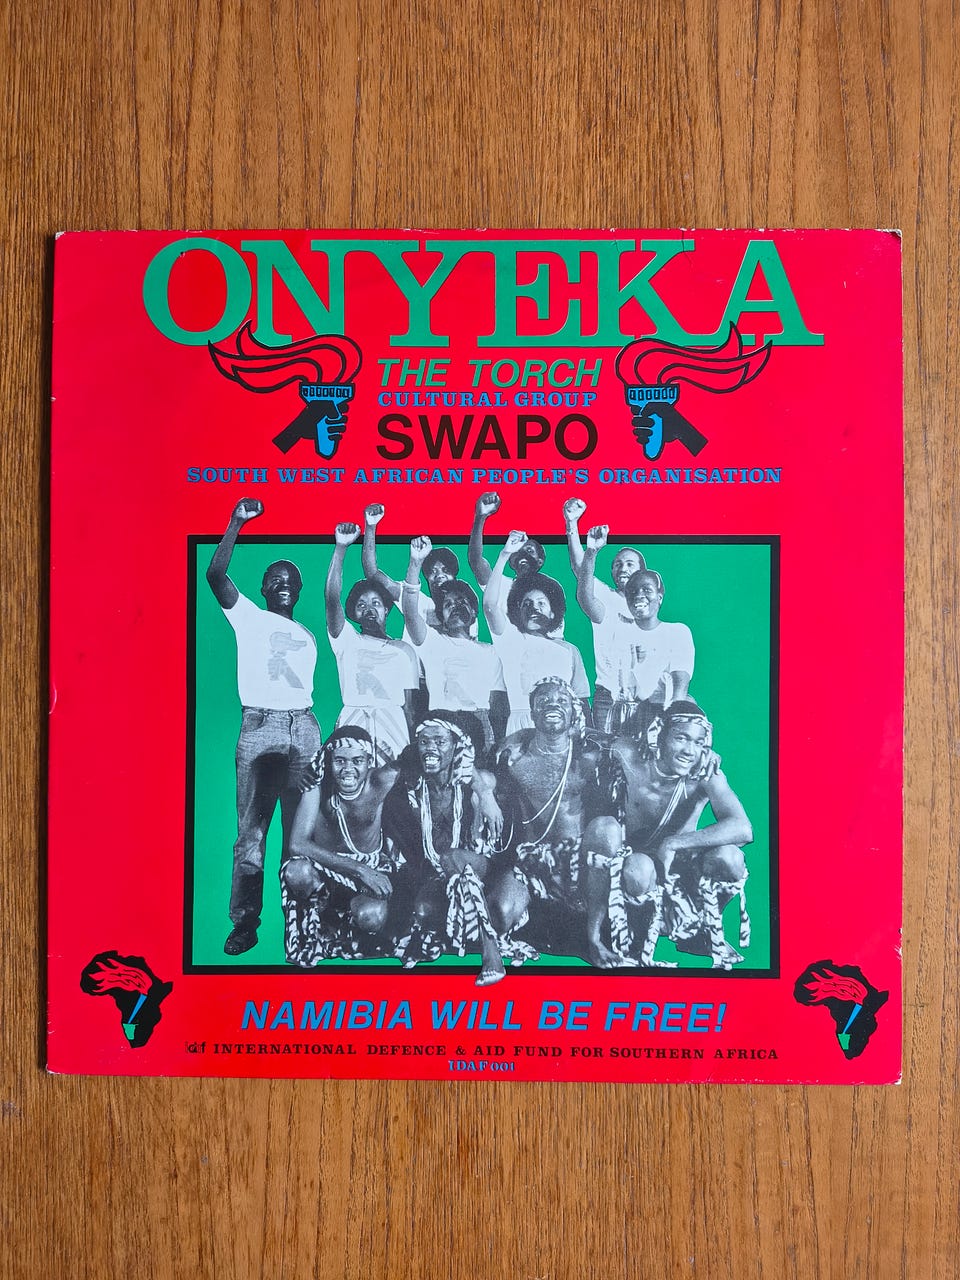 ONYEKA
THE TORCH
CULTURAL GROUP
SWAPO
SOUTH WEST AFRICAN PEOPLE'S ORGANISATION
NAMIBIA WILL BE FREE!
idaf INTERNATIONAL DEFENCE & AID FUND FOR SOUTHERN AFRICA
IDAF 001